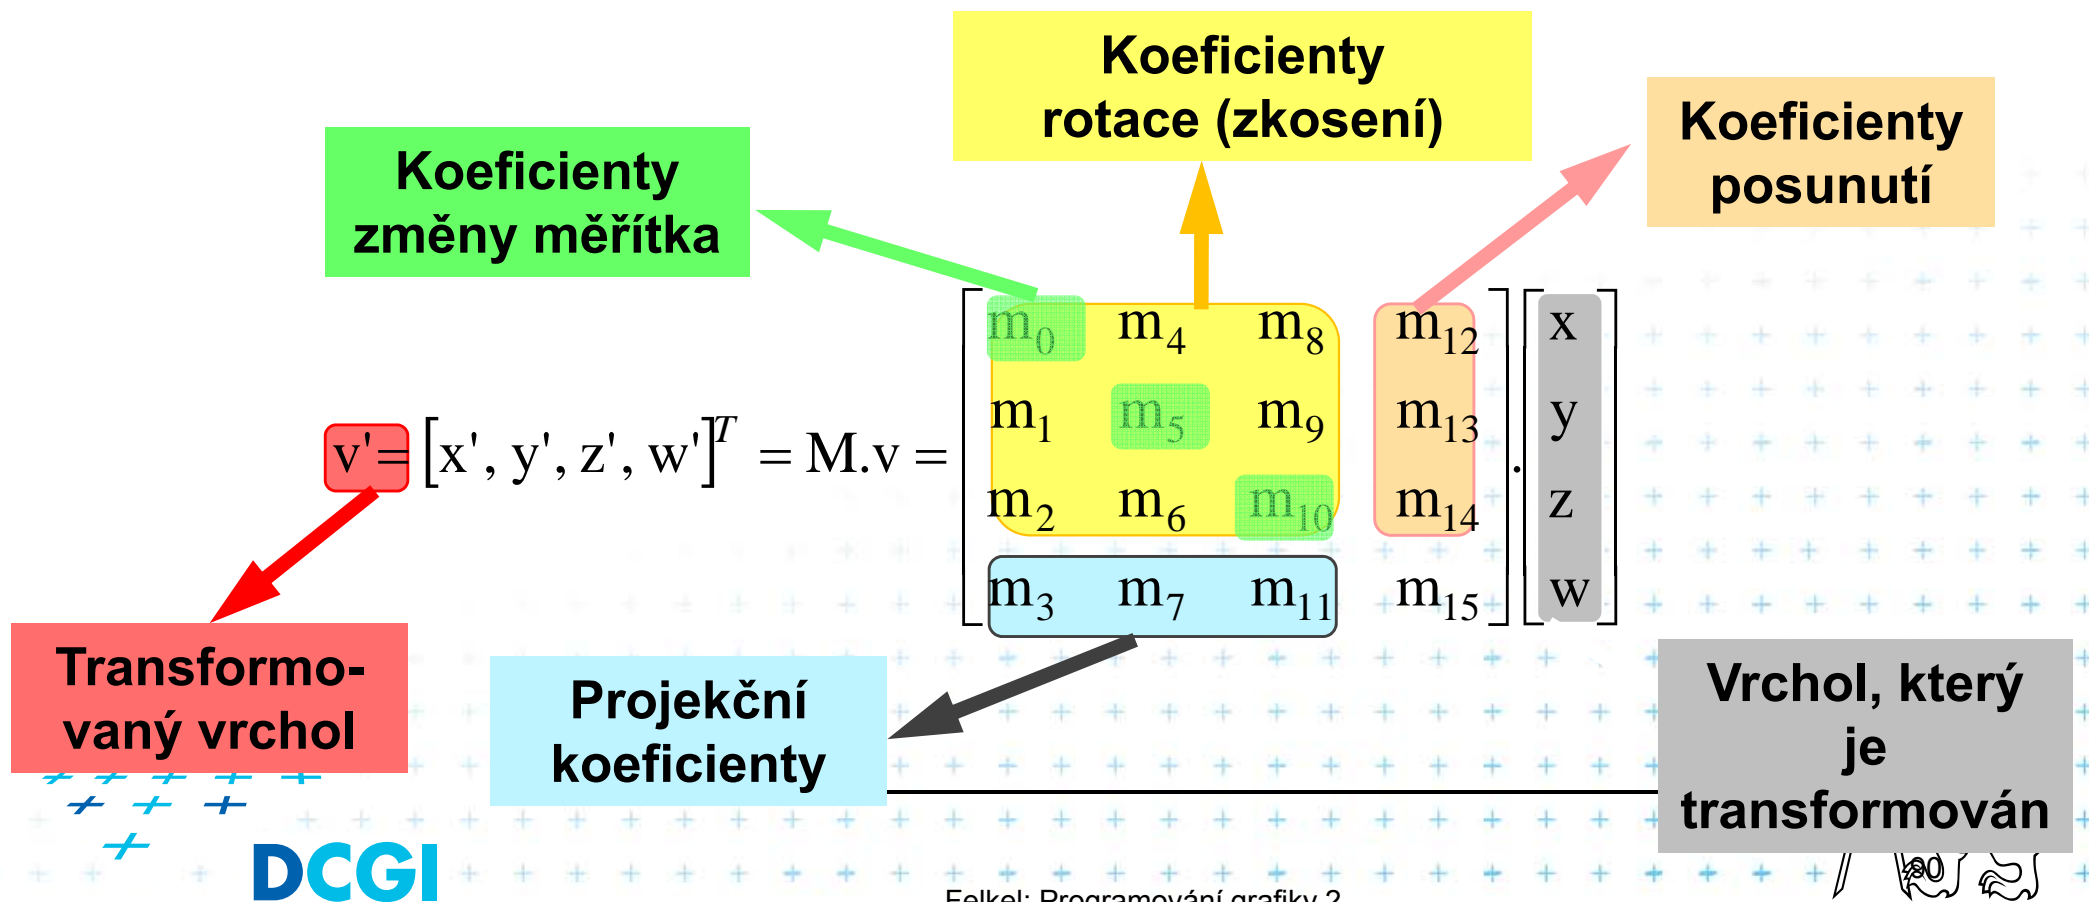 Koeficienty
rotace (zkosení)
Koeficienty
posunutí
Koeficienty
změny měřítka
v'= [x', y', z', w']ᵀ = M.v =
m₀ m₄ m₈ m₁₂
m₁ m₅ m₉ m₁₃
m₂ m₆ m₁₀ m₁₄
m₃ m₇ m₁₁ m₁₅
.
x
y
z
w
Transformo-
vaný vrchol
Projekční
koeficienty
Vrchol, který
je
transformován
DCGI
Felkel: Programování grafiky 2
90